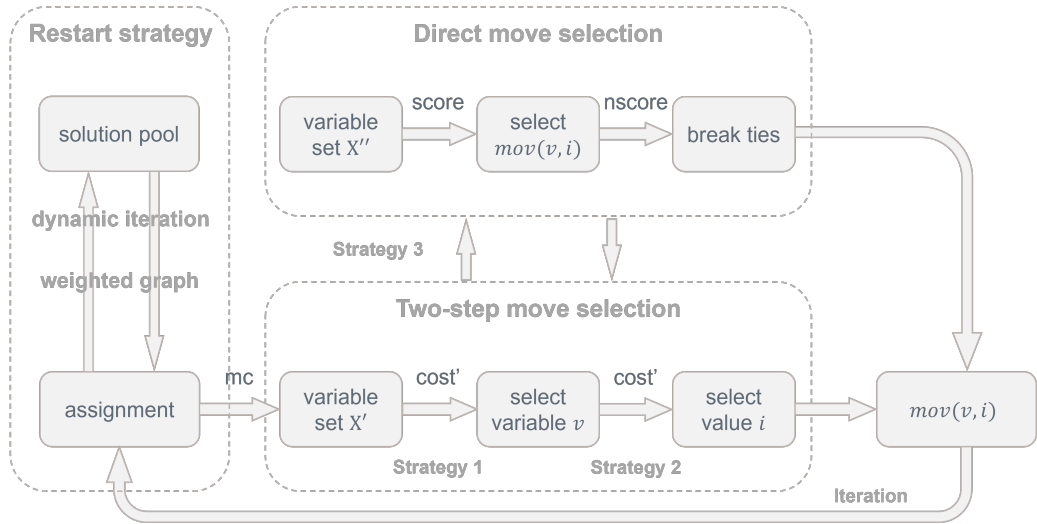 Restart strategy
solution pool
dynamic iteration
weighted graph
assignment
mc
Direct move selection
variable
set X′′
score
select
mov(v, i)
nscore
break ties
Strategy 3
Two-step move selection
variable
set X′
cost'
select
variable v
cost'
select
value i
Strategy 1
Strategy 2
mov(v, i)
Iteration